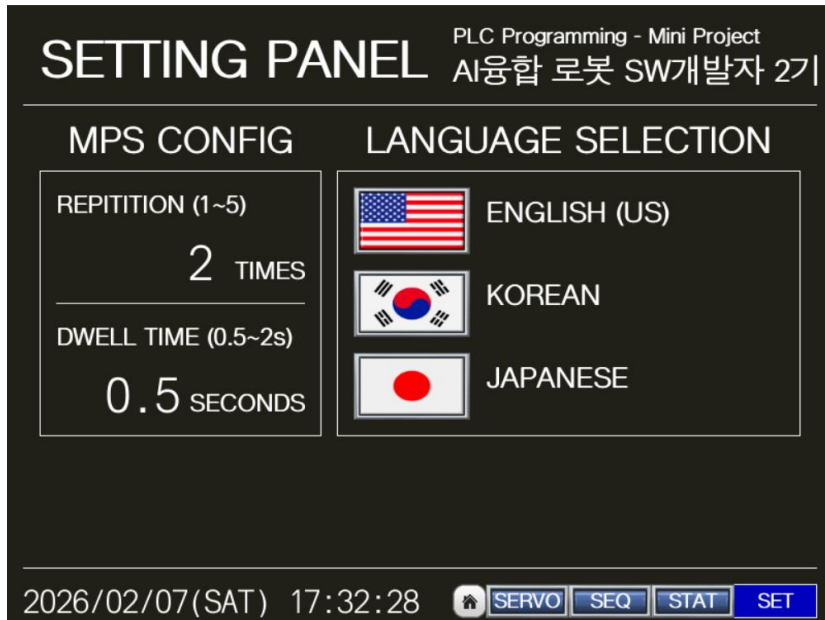 SETTING PANEL
PLC Programming - Mini Project
AI융합 로봇 SW개발자 2기
MPS CONFIG
LANGUAGE SELECTION
REPITITION (1~5)
2 TIMES
DWELL TIME (0.5~2s)
0.5 SECONDS
ENGLISH (US)
KOREAN
JAPANESE
2026/02/07(SAT) 17:32:28 SERVO SEQ STAT SET